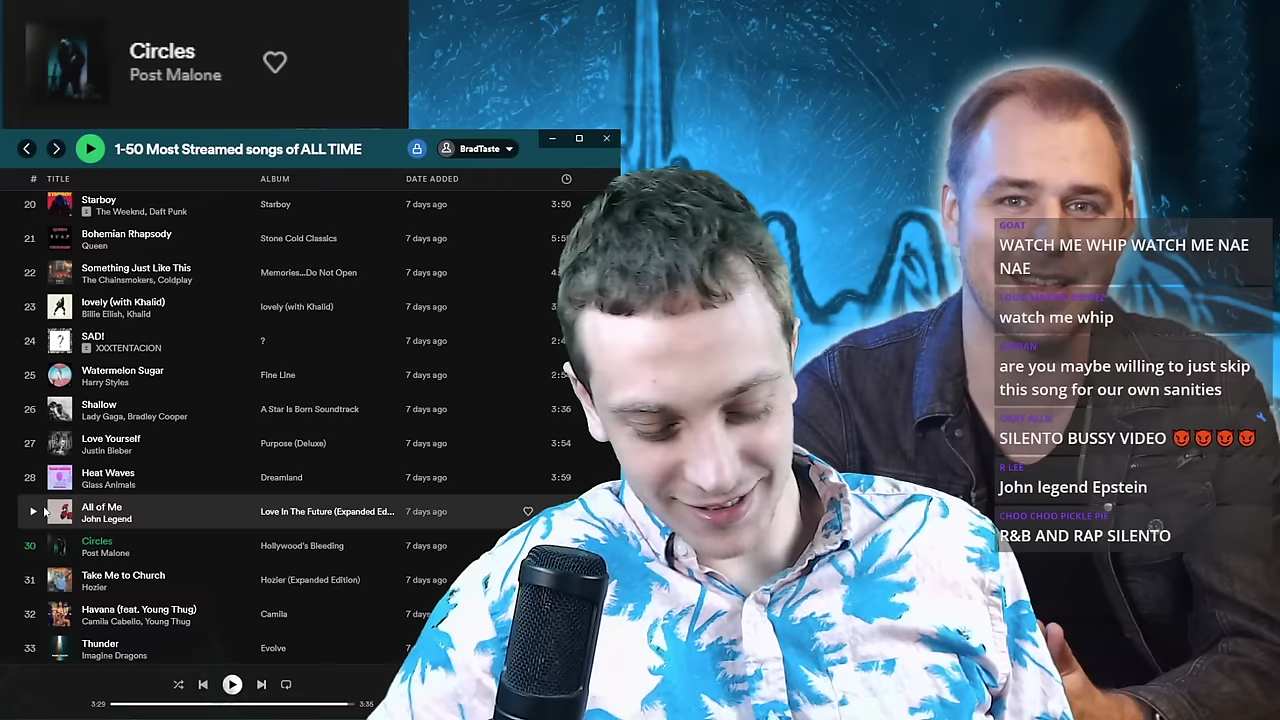 Circles
Post Malone
1-50 Most Streamed songs of ALL TIME
BradTaste
# TITLE ALBUM DATE ADDED
20 Starboy Starboy 7 days ago 3:50
E The Weeknd, Daft Punk
21 Bohemian Rhapsody Stone Cold Classics 7 days ago
Queen
22 Something Just Like This Memories...Do Not Open 7 days ago
The Chainsmokers, Coldplay
23 lovely (with Khalid) lovely (with Khalid) 7 days ago
Billie Eilish, Khalid
24 SAD! ? 7 days ago
E XXXTENTACION
25 Watermelon Sugar Fine Line 7 days ago
Harry Styles
26 Shallow A Star Is Born Soundtrack 7 days ago 3:36
Lady Gaga, Bradley Cooper
27 Love Yourself Purpose (Deluxe) 7 days ago 3:54
Justin Bieber
28 Heat Waves Dreamland 7 days ago 3:59
Glass Animals
All of Me Love In The Future (Expanded Ed... 7 days ago
John Legend
30 Circles Hollywood's Bleeding 7 days ago
Post Malone
31 Take Me to Church Hozier (Expanded Edition) 7 days ago
Hozier
32 Havana (feat. Young Thug) Camila 7 days
Camila Cabello, Young Thug
33 Thunder Evolve
Imagine Dragons
3:29 3:35
GOAT
WATCH ME WHIP WATCH ME NAE
NAE
watch me whip
are you maybe willing to just skip
this song for our own sanities
SILENTO BUSSY VIDEO 😈😈😈😈
R LEE
John legend Epstein
CHOO CHOO PICKLE PIE
R&B AND RAP SILENTO